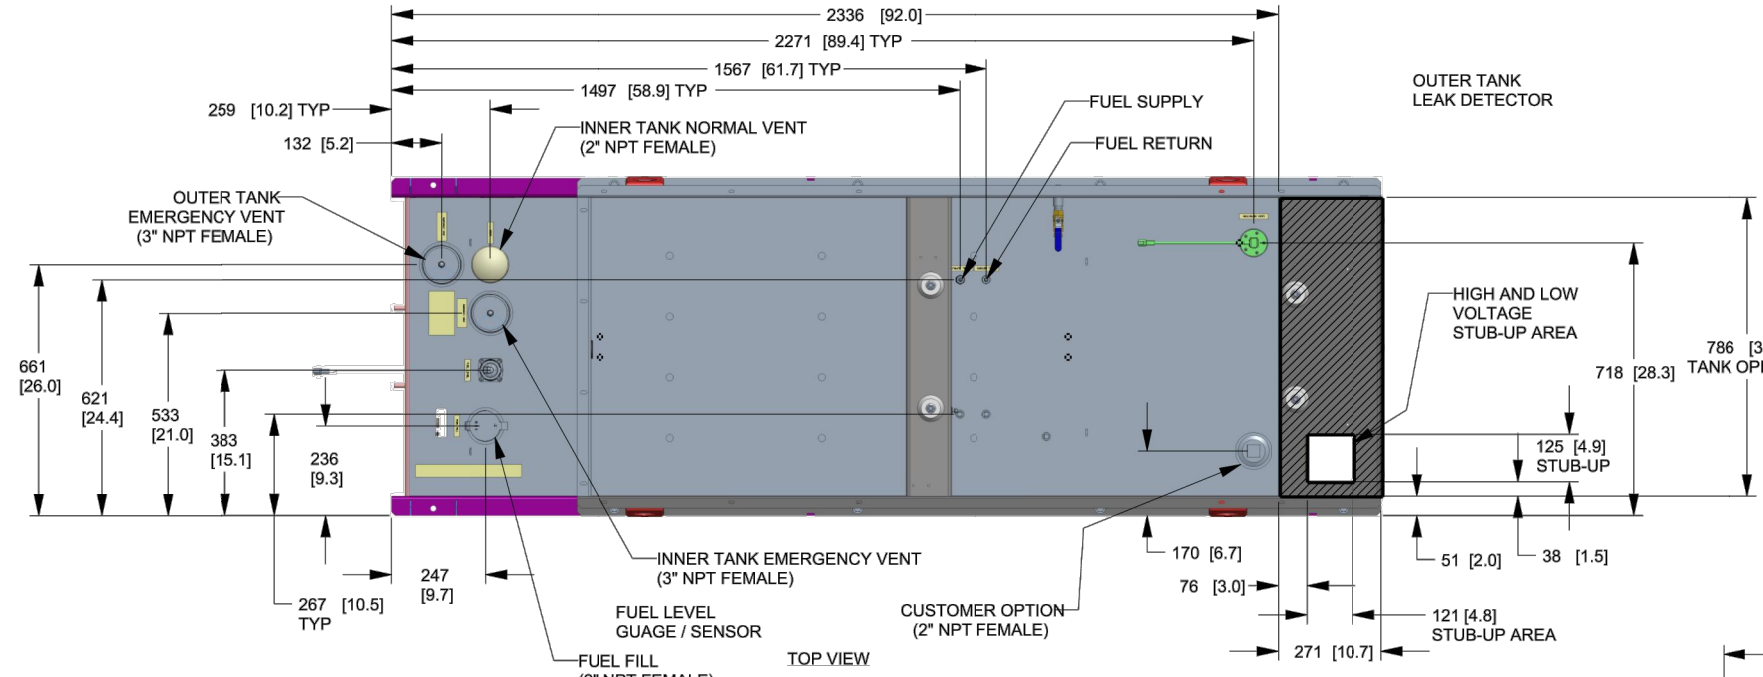 2336 [92.0]
2271 [89.4] TYP
1567 [61.7] TYP
1497 [58.9] TYP
259 [10.2] TYP
132 [5.2]
INNER TANK NORMAL VENT
(2" NPT FEMALE)
FUEL SUPPLY
FUEL RETURN
OUTER TANK
LEAK DETECTOR
OUTER TANK
EMERGENCY VENT
(3" NPT FEMALE)
HIGH AND LOW
VOLTAGE
STUB-UP AREA
661
[26.0]
621
[24.4]
533
[21.0]
383
[15.1]
236
[9.3]
786 [3
TANK OP
718 [28.3]
125 [4.9]
STUB-UP
INNER TANK EMERGENCY VENT
(3" NPT FEMALE)
170 [6.7]
51 [2.0]
38 [1.5]
76 [3.0]
247
[9.7]
267 [10.5]
TYP
FUEL LEVEL
GUAGE / SENSOR
CUSTOMER OPTION
(2" NPT FEMALE)
121 [4.8]
STUB-UP AREA
271 [10.7]
FUEL FILL
NPT FEMALE)
TOP VIEW